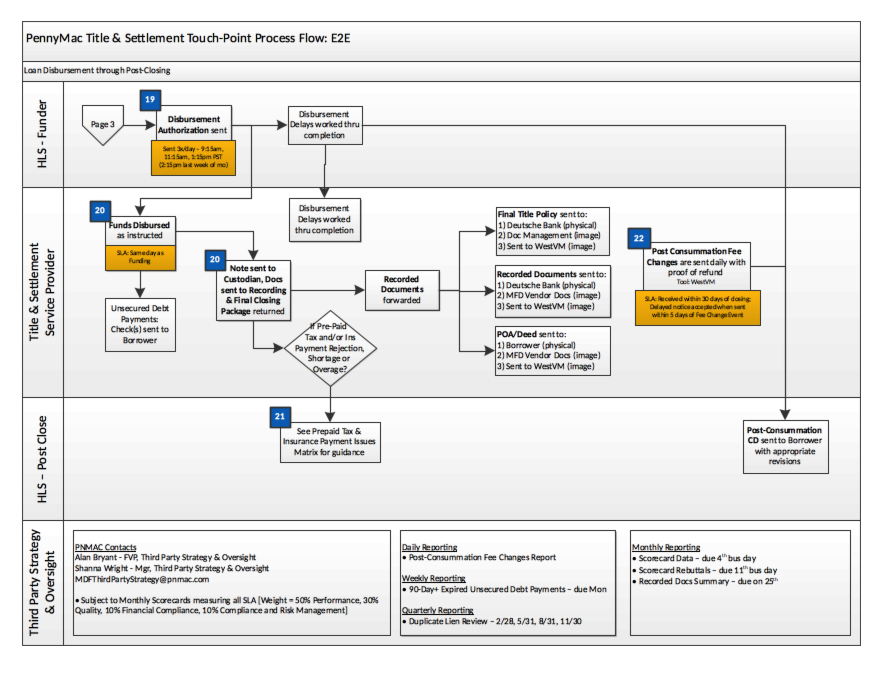 PennyMac Title & Settlement Touch-Point Process Flow: E2E
Loan Disbursement through Post-Closing
HLS - Funder
Page 3
19
Disbursement
Authorization sent
Sent 3x/day – 9:15am,
11:15am, 1:15pm PST
(2:15pm last week of mo)
Disbursement
Delays worked thru
completion
Title & Settlement
Service Provider
20
Funds Disbursed
as instructed
SLA: Same day as
Funding
Unsecured Debt
Payments:
Check(s) sent to
Borrower
20
Note sent to
Custodian, Docs
sent to Recording
& Final Closing
Package returned
Disbursement
Delays worked
thru completion
If Pre-Paid
Tax and/or Ins
Payment Rejection,
Shortage or
Overage?
Recorded
Documents
forwarded
Final Title Policy sent to:
1) Deutsche Bank (physical)
2) Doc Management (image)
3) Sent to WestVM (image)
Recorded Documents sent to:
1) Deutsche Bank (physical)
2) MFD Vendor Docs (image)
3) Sent to WestVM (image)
POA/Deed sent to:
1) Borrower (physical)
2) MFD Vendor Docs (image)
3) Sent to WestVM (image)
22
Post Consummation Fee
Changes are sent daily with
proof of refund
Tool: WestVM
SLA: Received within 30 days of closing;
Delayed notice accepted when sent
within 5 days of Fee Change Event
HLS – Post Close
21
See Prepaid Tax &
Insurance Payment Issues
Matrix for guidance
Post-Consummation
CD sent to Borrower
with appropriate
revisions
Third Party Strategy
& Oversight
PNMAC Contacts
Alan Bryant - FVP, Third Party Strategy & Oversight
Shanna Wright - Mgr, Third Party Strategy & Oversight
MDFThirdPartyStrategy@pnmac.com
• Subject to Monthly Scorecards measuring all SLA [Weight = 50% Performance, 30%
Quality, 10% Financial Compliance, 10% Compliance and Risk Management]
Daily Reporting
• Post-Consummation Fee Changes Report
Weekly Reporting
• 90-Day+ Expired Unsecured Debt Payments – due Mon
Quarterly Reporting
• Duplicate Lien Review – 2/28, 5/31, 8/31, 11/30
Monthly Reporting
• Scorecard Data – due 4th bus day
• Scorecard Rebuttals – due 11th bus day
• Recorded Docs Summary – due on 25th